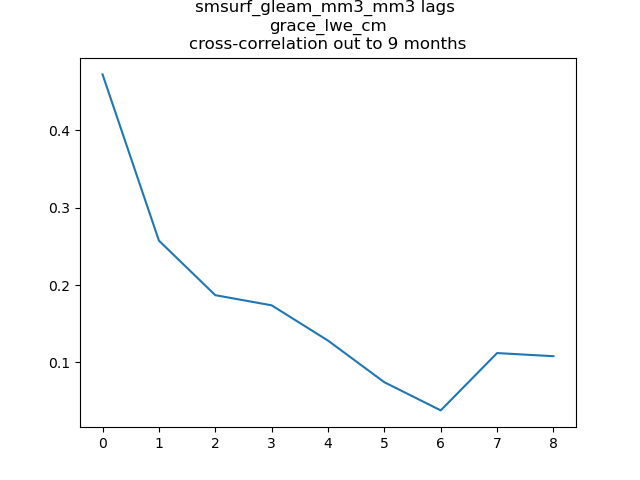 smsurf_gleam_mm3_mm3 lags
grace_lwe_cm
cross-correlation out to 9 months
0.4
0.3
0.2
0.1
0 1 2 3 4 5 6 7 8